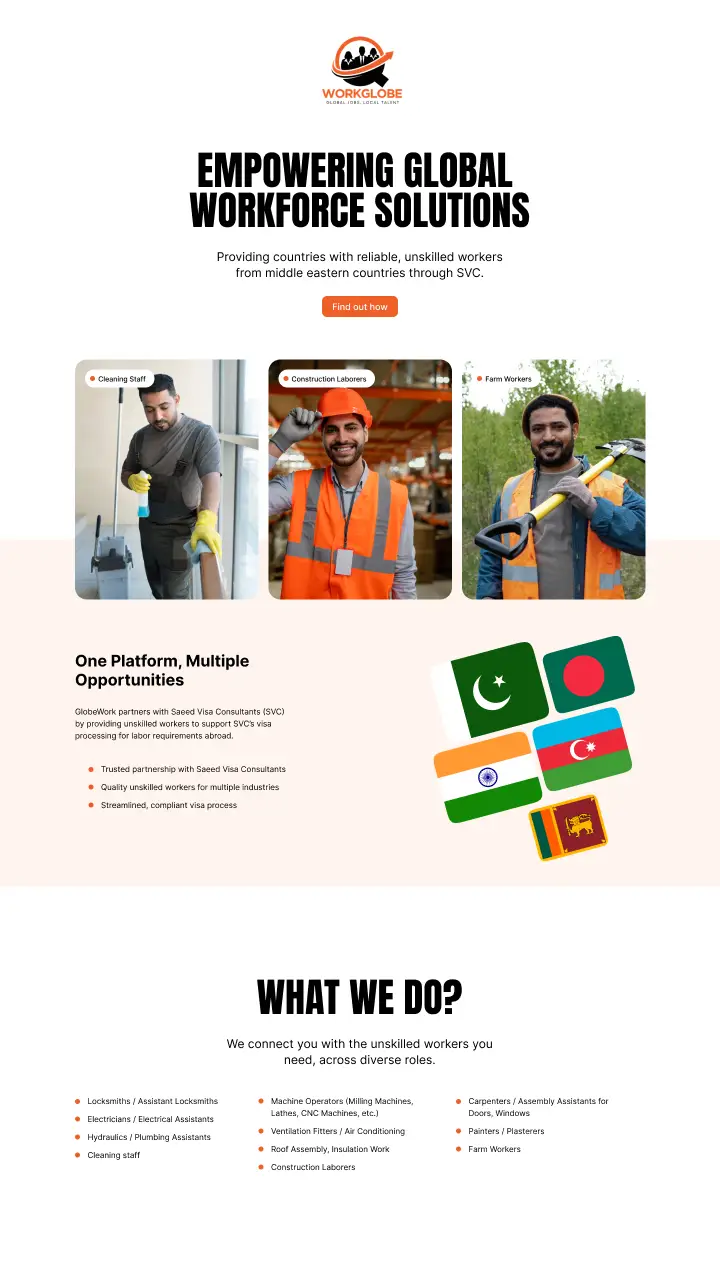 WORKGLOBE
GLOBAL JOBS, LOCAL TALENT
EMPOWERING GLOBAL
WORKFORCE SOLUTIONS
Providing countries with reliable, unskilled workers
from middle eastern countries through SVC.
Find out how
Cleaning Staff
Construction Laborers
Farm Workers
One Platform, Multiple
Opportunities
GlobeWork partners with Saeed Visa Consultants (SVC)
by providing unskilled workers to support SVC's visa
processing for labor requirements abroad.
Trusted partnership with Saeed Visa Consultants
Quality unskilled workers for multiple industries
Streamlined, compliant visa process
WHAT WE DO?
We connect you with the unskilled workers you
need, across diverse roles.
Locksmiths / Assistant Locksmiths
Electricians / Electrical Assistants
Hydraulics / Plumbing Assistants
Cleaning staff
Machine Operators (Milling Machines,
Lathes, CNC Machines, etc.)
Ventilation Fitters / Air Conditioning
Roof Assembly, Insulation Work
Construction Laborers
Carpenters / Assembly Assistants for
Doors, Windows
Painters / Plasterers
Farm Workers